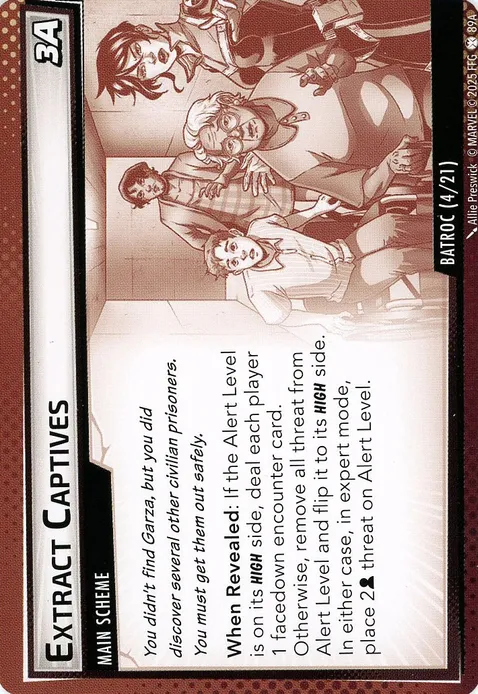 EXTRACT CAPTIVES
3A
MAIN SCHEME
You didn't find Garza, but you did
discover several other civilian prisoners.
You must get them out safely.
When Revealed: If the Alert Level
is on its HIGH side, deal each player
1 facedown encounter card.
Otherwise, remove all threat from
Alert Level and flip it to its HIGH side.
In either case, in expert mode,
place 2 threat on Alert Level.
BATROC (4/21)
Allie Preswick © MARVEL © 2025 FFG 89A